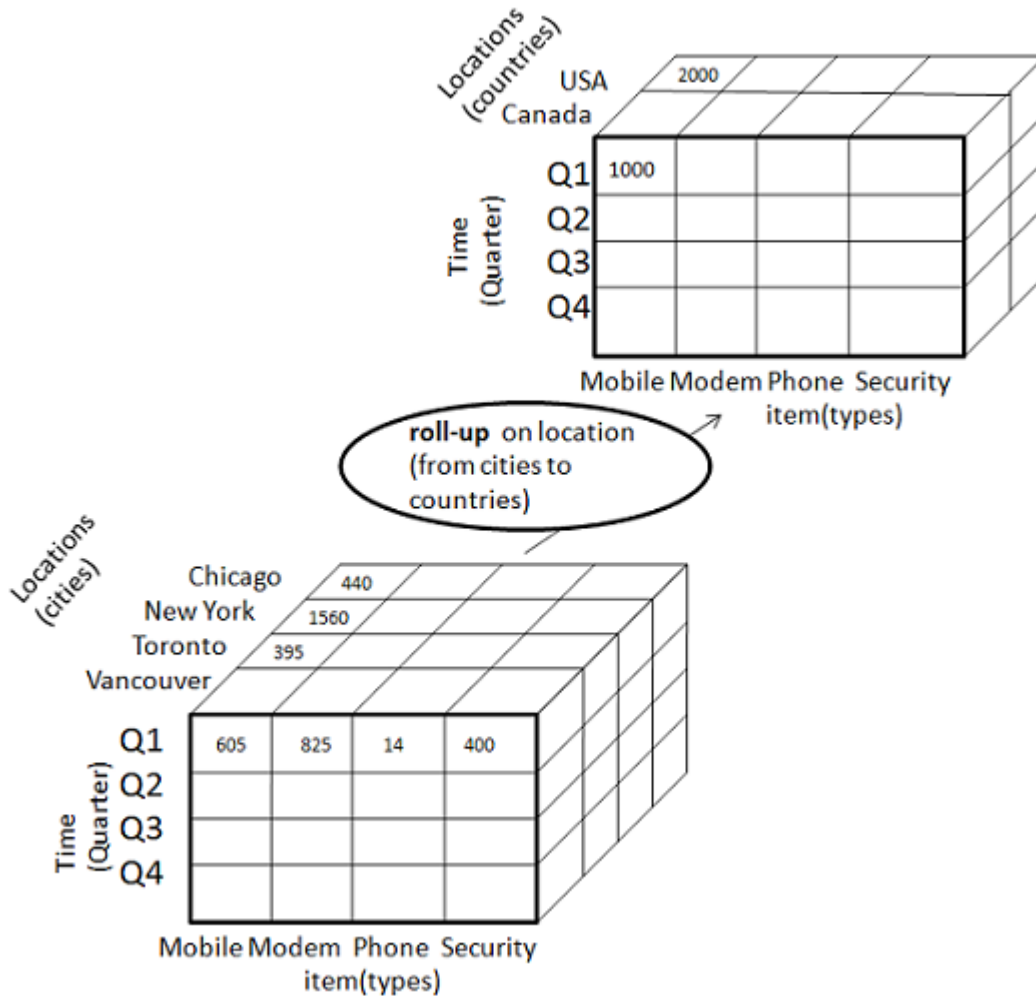 Locations
(countries)
USA
Canada
2000
Time
(Quarter)
Q1
Q2
Q3
Q4
1000
Mobile Modem Phone Security
item(types)
roll-up on location
(from cities to
countries)
Locations
(cities)
Chicago
New York
Toronto
Vancouver
440
1560
395
Time
(Quarter)
Q1
Q2
Q3
Q4
605 825 14 400
Mobile Modem Phone Security
item(types)